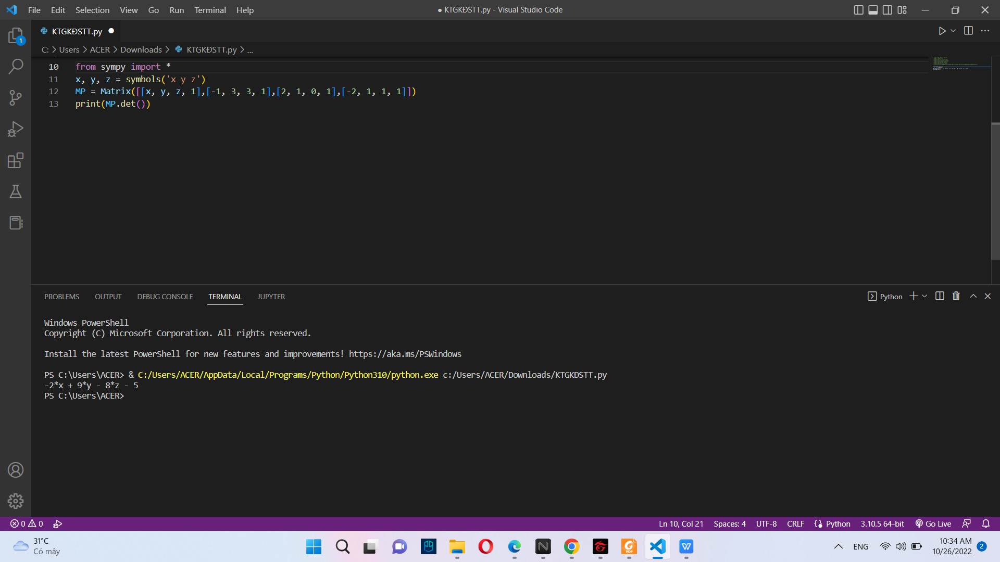 File Edit Selection View Go Run Terminal Help
● KTGKĐSTT.py - Visual Studio Code
KTGKĐSTT.py
C: > Users > ACER > Downloads > KTGKĐSTT.py > ...
10 from sympy import *
11 x, y, z = symbols('x y z')
12 MP = Matrix([[x, y, z, 1],[-1, 3, 3, 1],[2, 1, 0, 1],[-2, 1, 1, 1]])
13 print(MP.det())
1
PROBLEMS OUTPUT DEBUG CONSOLE TERMINAL JUPYTER
Python
Windows PowerShell
Copyright (C) Microsoft Corporation. All rights reserved.
Install the latest PowerShell for new features and improvements! https://aka.ms/PSWindows
PS C:\Users\ACER> & C:/Users/ACER/AppData/Local/Programs/Python/Python310/python.exe c:/Users/ACER/Downloads/KTGKĐSTT.py
-2*x + 9*y - 8*z - 5
PS C:\Users\ACER>
0 0
Ln 10, Col 21 Spaces: 4 UTF-8 CRLF Python 3.10.5 64-bit Go Live
31°C
Có mây
ENG
10:34 AM
10/26/2022
2